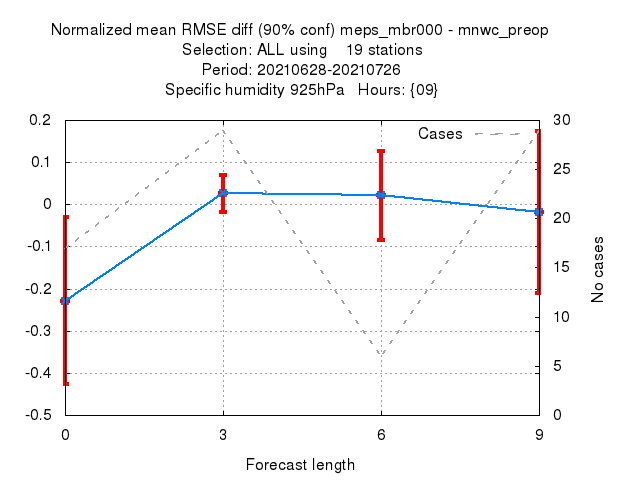 Normalized mean RMSE diff (90% conf) meps_mbr000 - mnwc_preop
Selection: ALL using    19 stations
Period: 20210628-20210726
Specific humidity 925hPa   Hours: {09}
Cases
0.2
0.1
0
-0.1
-0.2
-0.3
-0.4
-0.5
30
25
20
15
10
5
0
No cases
0 3 6 9
Forecast length